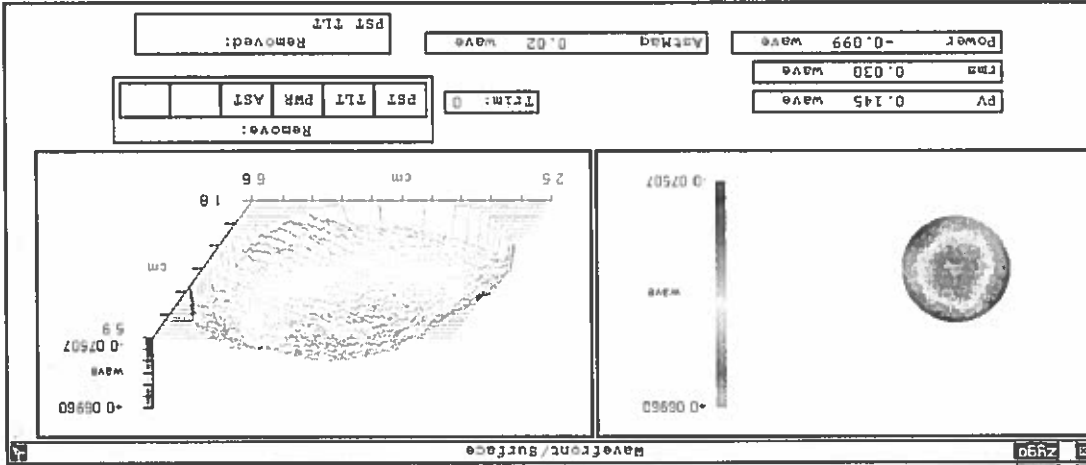 zygo
Wavefront/Surface
+0.06960
wave
-0.07507
+0.06960
wave
-0.07507
5.9
cm
1.8
2.5
cm
6.6
PV 0.145 wave
rms 0.030 wave
Power -0.099 wave
Trim: 0
AstMag 0.02 wave
Remove:
PST TLT PWR AST
Removed:
PST TLT